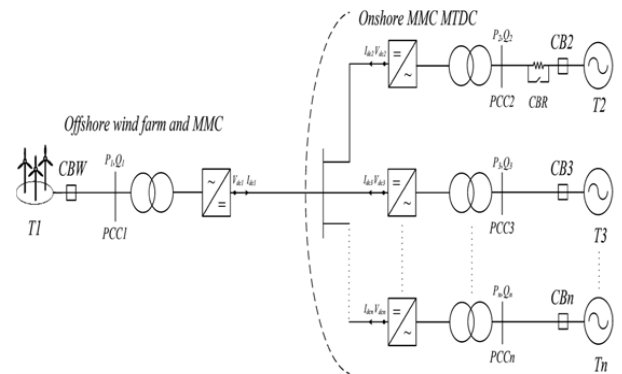 Onshore MMC MTDC
Idc2 Vdc2
P2,Q2
CB2
PCC2
CBR
T2
Offshore wind farm and MMC
CBW
P1,Q1
Vdc1 Idc1
T1
PCC1
Idc3 Vdc3
P3,Q3
CB3
PCC3
T3
Idcn Vdcn
Pn,Qn
CBn
PCCn
Tn